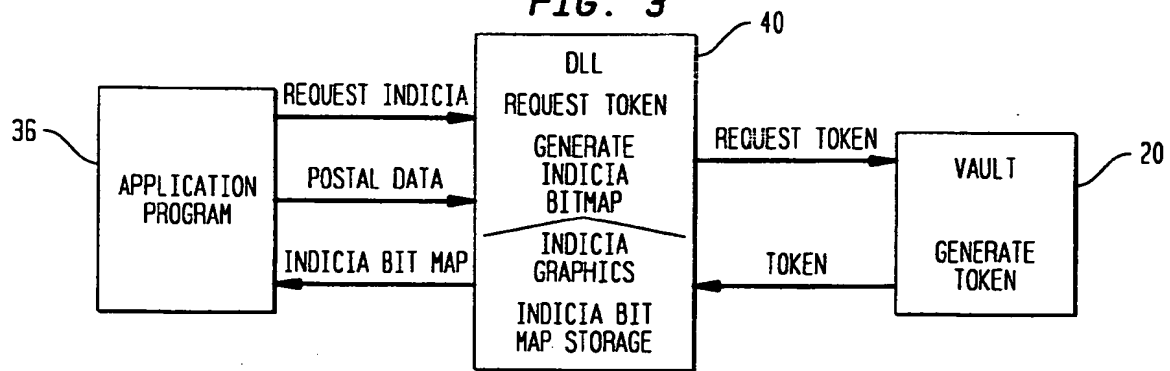 FIG. 3
40
DLL
REQUEST TOKEN
GENERATE
INDICIA
BITMAP
INDICIA
GRAPHICS
INDICIA BIT
MAP STORAGE
36
APPLICATION
PROGRAM
REQUEST INDICIA
POSTAL DATA
INDICIA BIT MAP
REQUEST TOKEN
TOKEN
20
VAULT
GENERATE
TOKEN